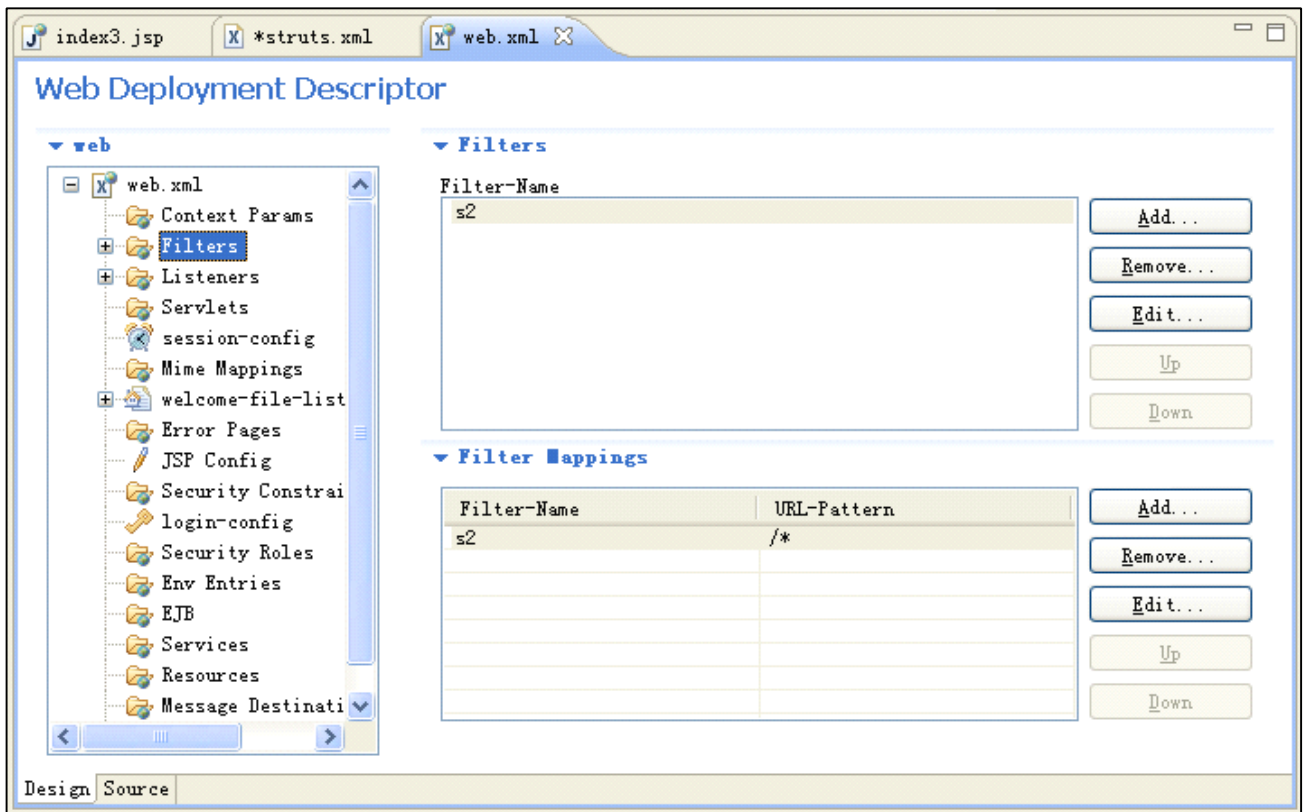 index3.jsp
*struts.xml
web.xml
Web Deployment Descriptor
web
web.xml
Context Params
Filters
Listeners
Servlets
session-config
Mime Mappings
welcome-file-list
Error Pages
JSP Config
Security Constrai
login-config
Security Roles
Env Entries
EJB
Services
Resources
Message Destinati
Filters
Filter-Name
s2
Add...
Remove...
Edit...
Up
Down
Filter Mappings
Filter-Name URL-Pattern
s2 /*
Add...
Remove...
Edit...
Up
Down
Design Source